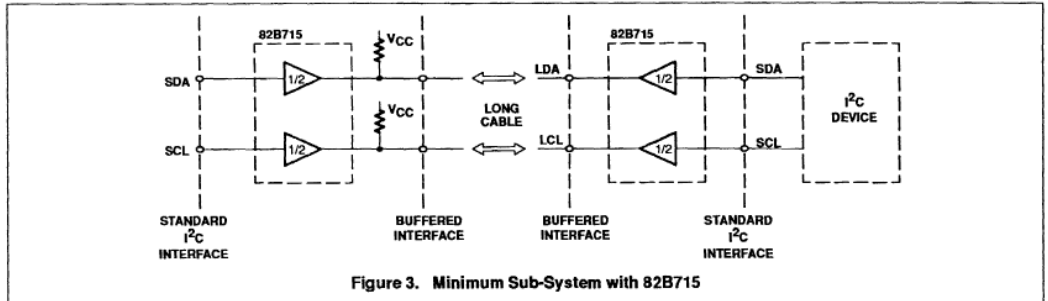 82B715
VCC
SDA
1/2
VCC
SCL
1/2
LONG
CABLE
82B715
LDA
1/2
SDA
LCL
1/2
SCL
I²C
DEVICE
STANDARD
I²C
INTERFACE
BUFFERED
INTERFACE
BUFFERED
INTERFACE
STANDARD
I²C
INTERFACE
Figure 3. Minimum Sub-System with 82B715